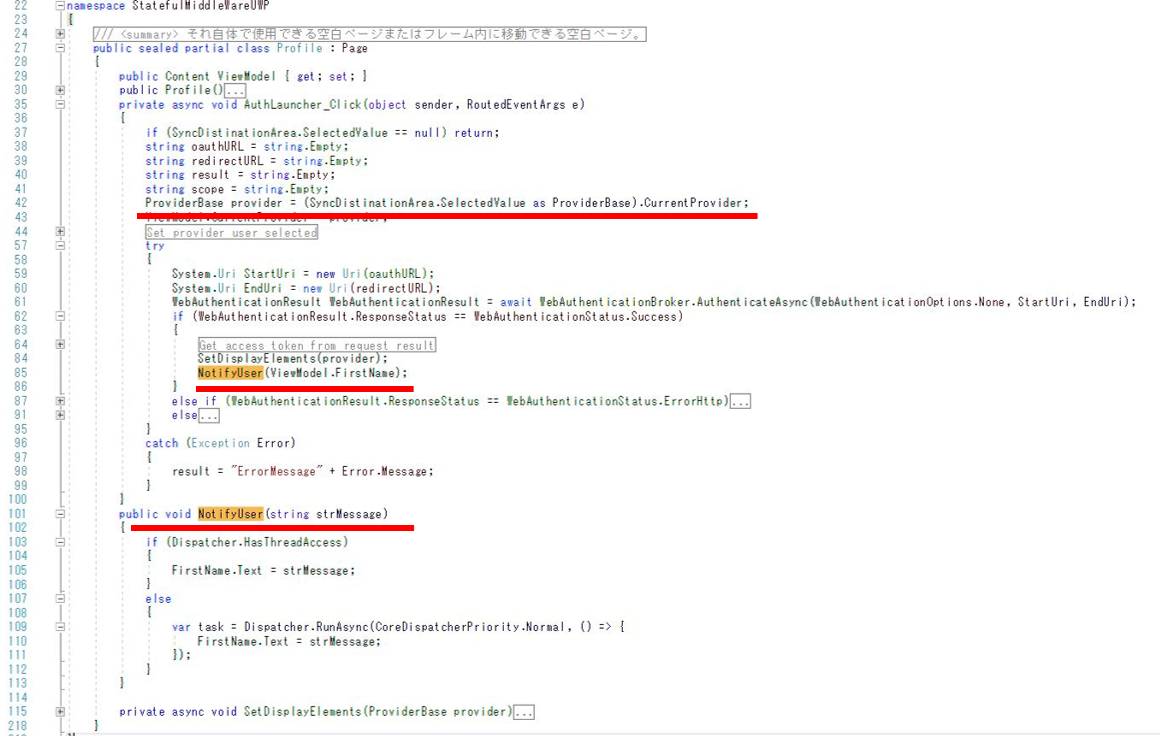 22 namespace StatefulMiddleWareUWP
23 {
24 /// <summary> それ自体で使用できる空白ページまたはフレーム内に移動できる空白ページ。
27 public sealed partial class Profile : Page
28 {
29 public Content ViewModel { get; set; }
30 public Profile()...
35 private async void AuthLauncher_Click(object sender, RoutedEventArgs e)
36 {
37 if (SyncDistinationArea.SelectedValue == null) return;
38 string oauthURL = string.Empty;
39 string redirectURL = string.Empty;
40 string result = string.Empty;
41 string scope = string.Empty;
42 ProviderBase provider = (SyncDistinationArea.SelectedValue as ProviderBase).CurrentProvider;
43 ViewModel.CurrentProvider = provider;
44 Set provider user selected
57 try
58 {
59 System.Uri StartUri = new Uri(oauthURL);
60 System.Uri EndUri = new Uri(redirectURL);
61 WebAuthenticationResult WebAuthenticationResult = await WebAuthenticationBroker.AuthenticateAsync(WebAuthenticationOptions.None, StartUri, EndUri);
62 if (WebAuthenticationResult.ResponseStatus == WebAuthenticationStatus.Success)
63 {
64 Get access token from request result
84 SetDisplayElements(provider);
85 NotifyUser(ViewModel.FirstName);
86 }
87 else if (WebAuthenticationResult.ResponseStatus == WebAuthenticationStatus.ErrorHttp)...
91 else...
95 }
96 catch (Exception Error)
97 {
98 result = "ErrorMessage" + Error.Message;
99 }
100 }
101 public void NotifyUser(string strMessage)
102 {
103 if (Dispatcher.HasThreadAccess)
104 {
105 FirstName.Text = strMessage;
106 }
107 else
108 {
109 var task = Dispatcher.RunAsync(CoreDispatcherPriority.Normal, () => {
110 FirstName.Text = strMessage;
111 });
112 }
113 }
114
115 private async void SetDisplayElements(ProviderBase provider)...
218 }